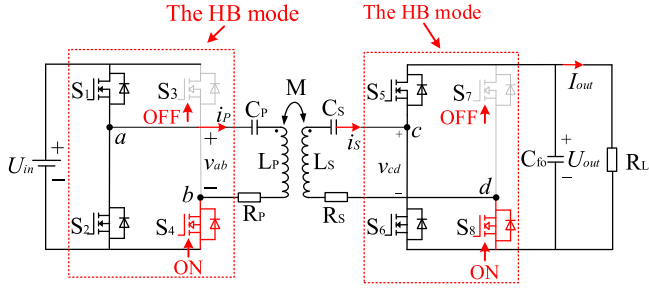 The HB mode
The HB mode
S1
S3
OFF
iP
CP
M
CS
iS
S5
S7
OFF
Iout
a
+
vab
−
b
LP
LS
+
c
vcd
−
d
Uin
+
−
Cfo
+
Uout
−
RL
S2
S4
ON
RP
RS
S6
S8
ON